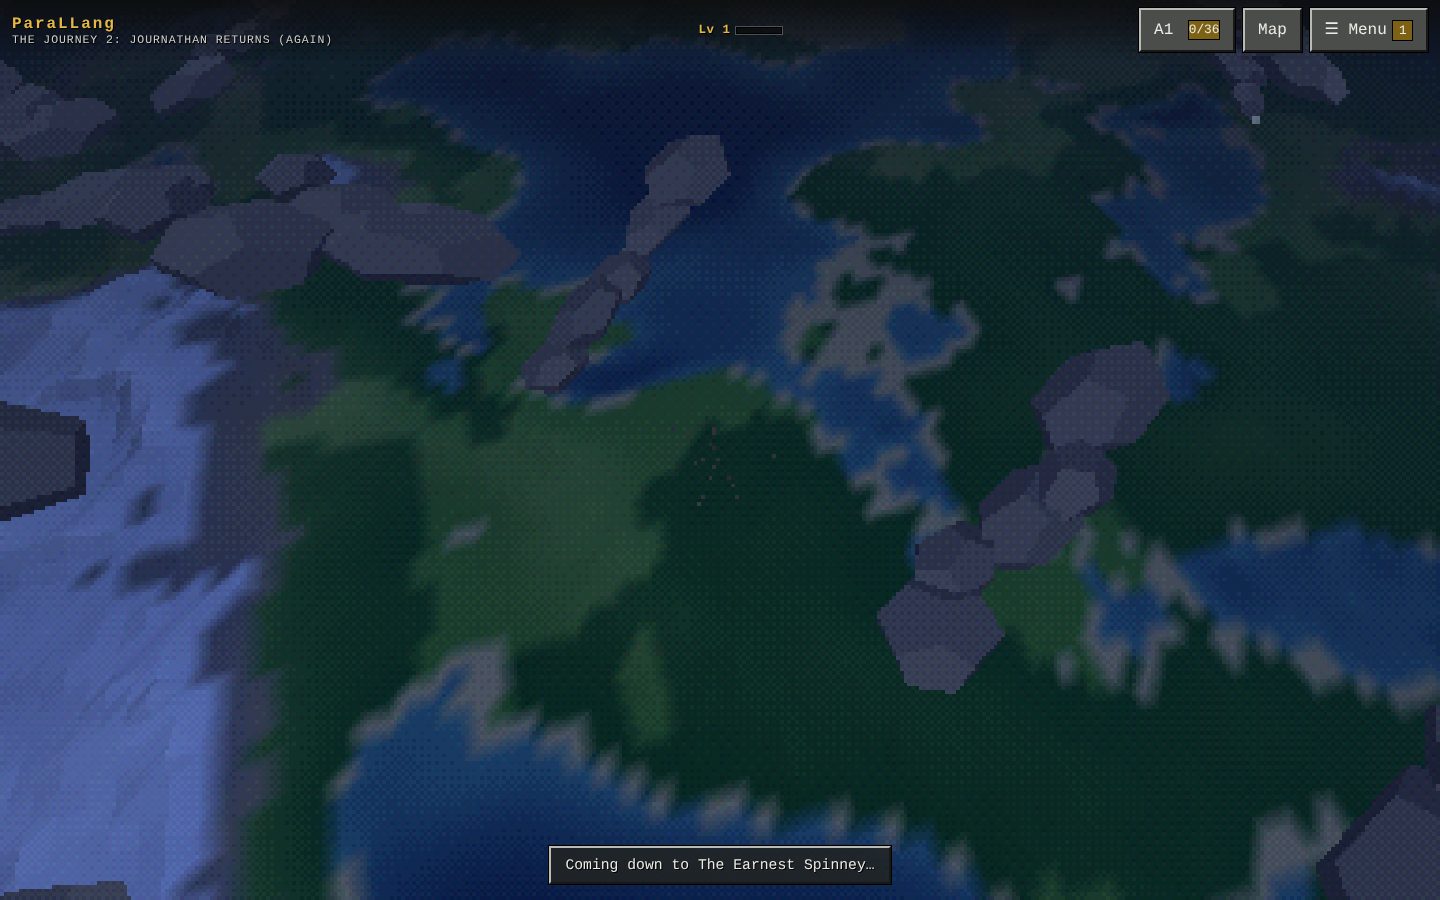 ParaLLang
THE JOURNEY 2: JOURNATHAN RETURNS (AGAIN)
Lv 1
A1 0/36
Map
☰ Menu 1
Coming down to The Earnest Spinney…